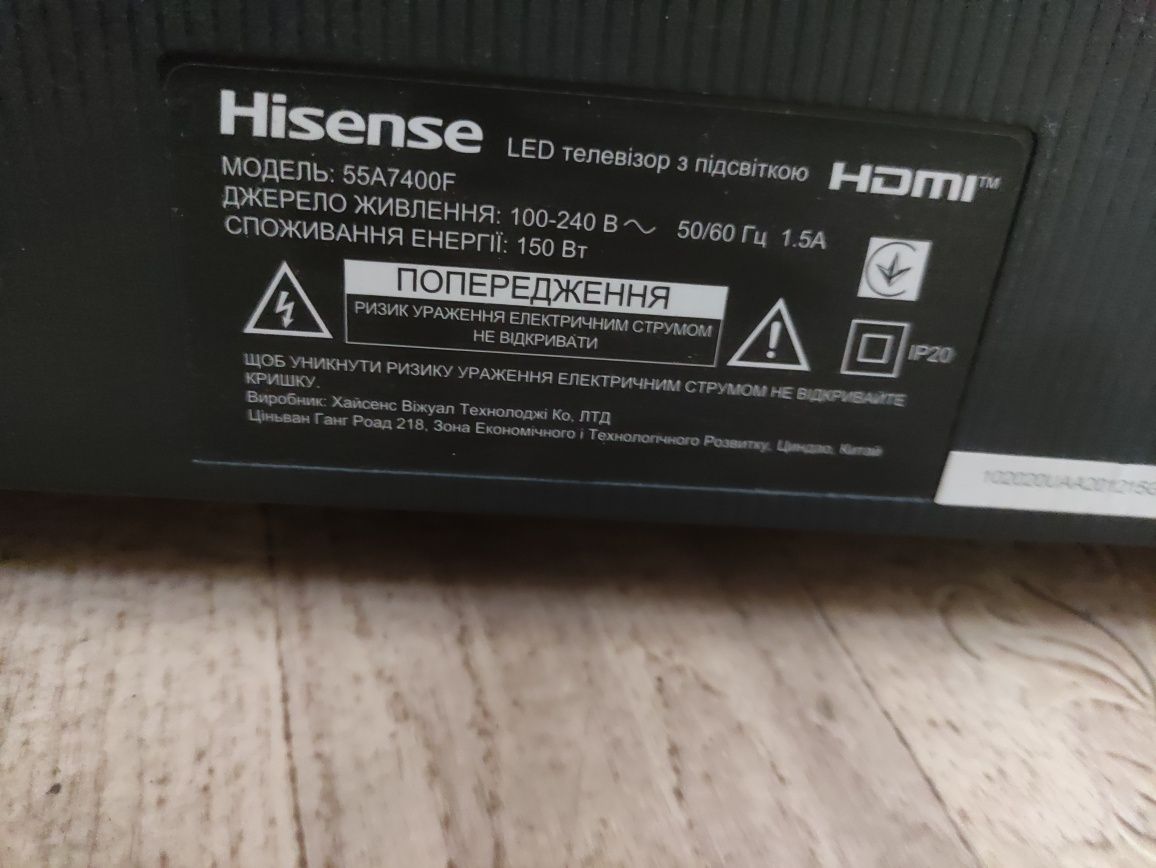 Hisense LED телевізор з підсвіткою HDMI™
МОДЕЛЬ: 55A7400F
ДЖЕРЕЛО ЖИВЛЕННЯ: 100-240 В ~ 50/60 Гц 1.5А
СПОЖИВАННЯ ЕНЕРГІЇ: 150 Вт
ПОПЕРЕДЖЕННЯ
РИЗИК УРАЖЕННЯ ЕЛЕКТРИЧНИМ СТРУМОМ
НЕ ВІДКРИВАТИ
IP20
ЩОБ УНИКНУТИ РИЗИКУ УРАЖЕННЯ ЕЛЕКТРИЧНИМ СТРУМОМ НЕ ВІДКРИВАЙТЕ
КРИШКУ.
Виробник: Хайсенс Віжуал Технолоджі Ко, ЛТД
Ціньван Ганг Роад 218, Зона Економічного і Технологічного Розвитку, Циндао, Китай